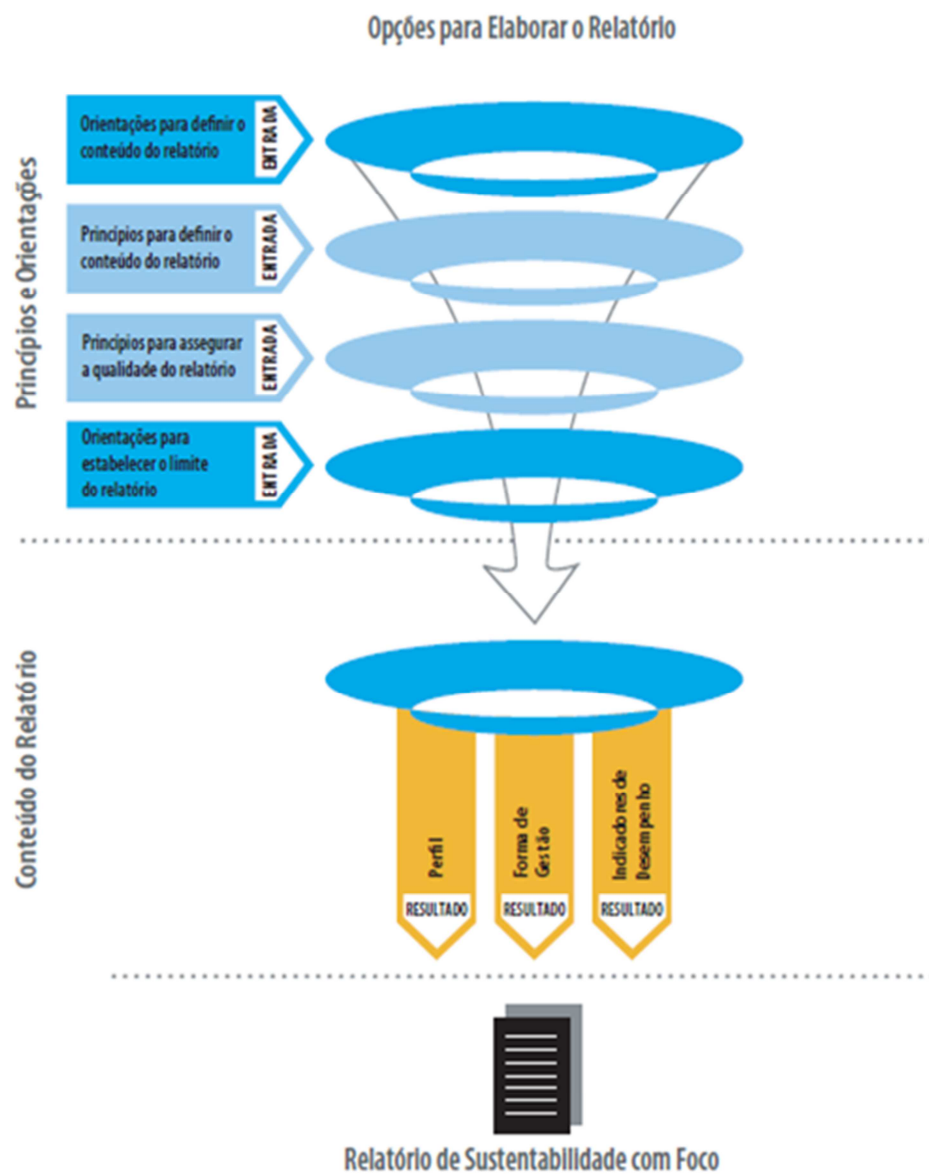 Opções para Elaborar o Relatório
Princípios e Orientações
Orientações para definir o
conteúdo do relatório
ENTRADA
Princípios para definir o
conteúdo do relatório
ENTRADA
Princípios para assegurar
a qualidade do relatório
ENTRADA
Orientações para
estabelecer o limite
do relatório
ENTRADA
Conteúdo do Relatório
Perfil
RESULTADO
Forma de
Gestão
RESULTADO
Indicadores de
Desempenho
RESULTADO
Relatório de Sustentabilidade com Foco